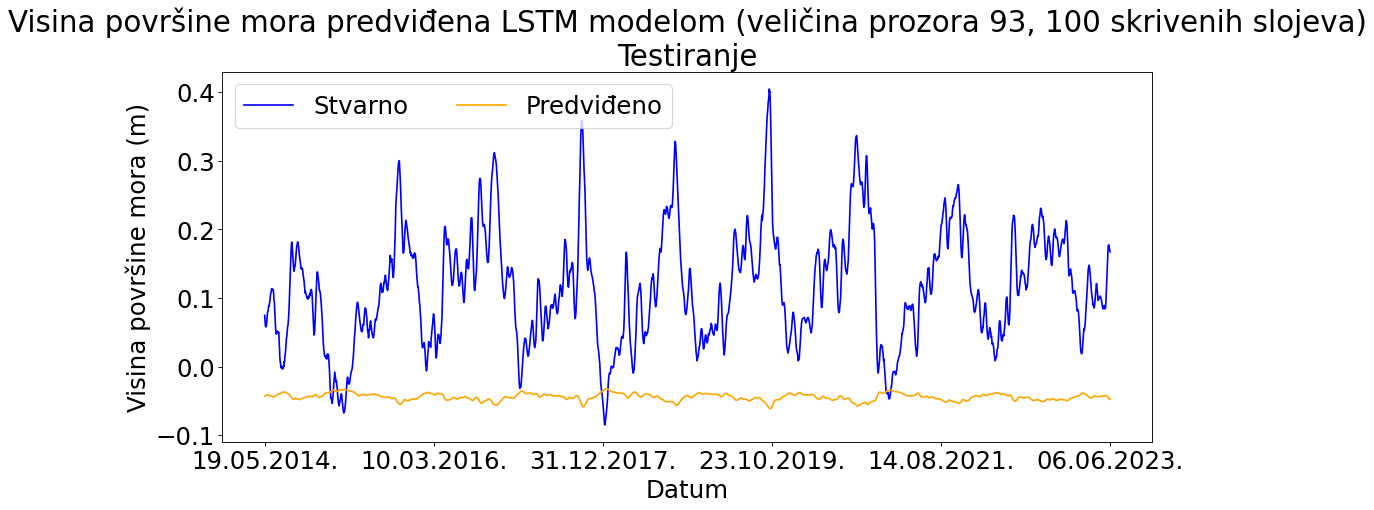 Visina površine mora predviđena LSTM modelom (veličina prozora 93, 100 skrivenih slojeva)
Testiranje
Stvarno
Predviđeno
Visina površine mora (m)
0.4
0.3
0.2
0.1
0.0
−0.1
19.05.2014. 10.03.2016. 31.12.2017. 23.10.2019. 14.08.2021. 06.06.2023.
Datum